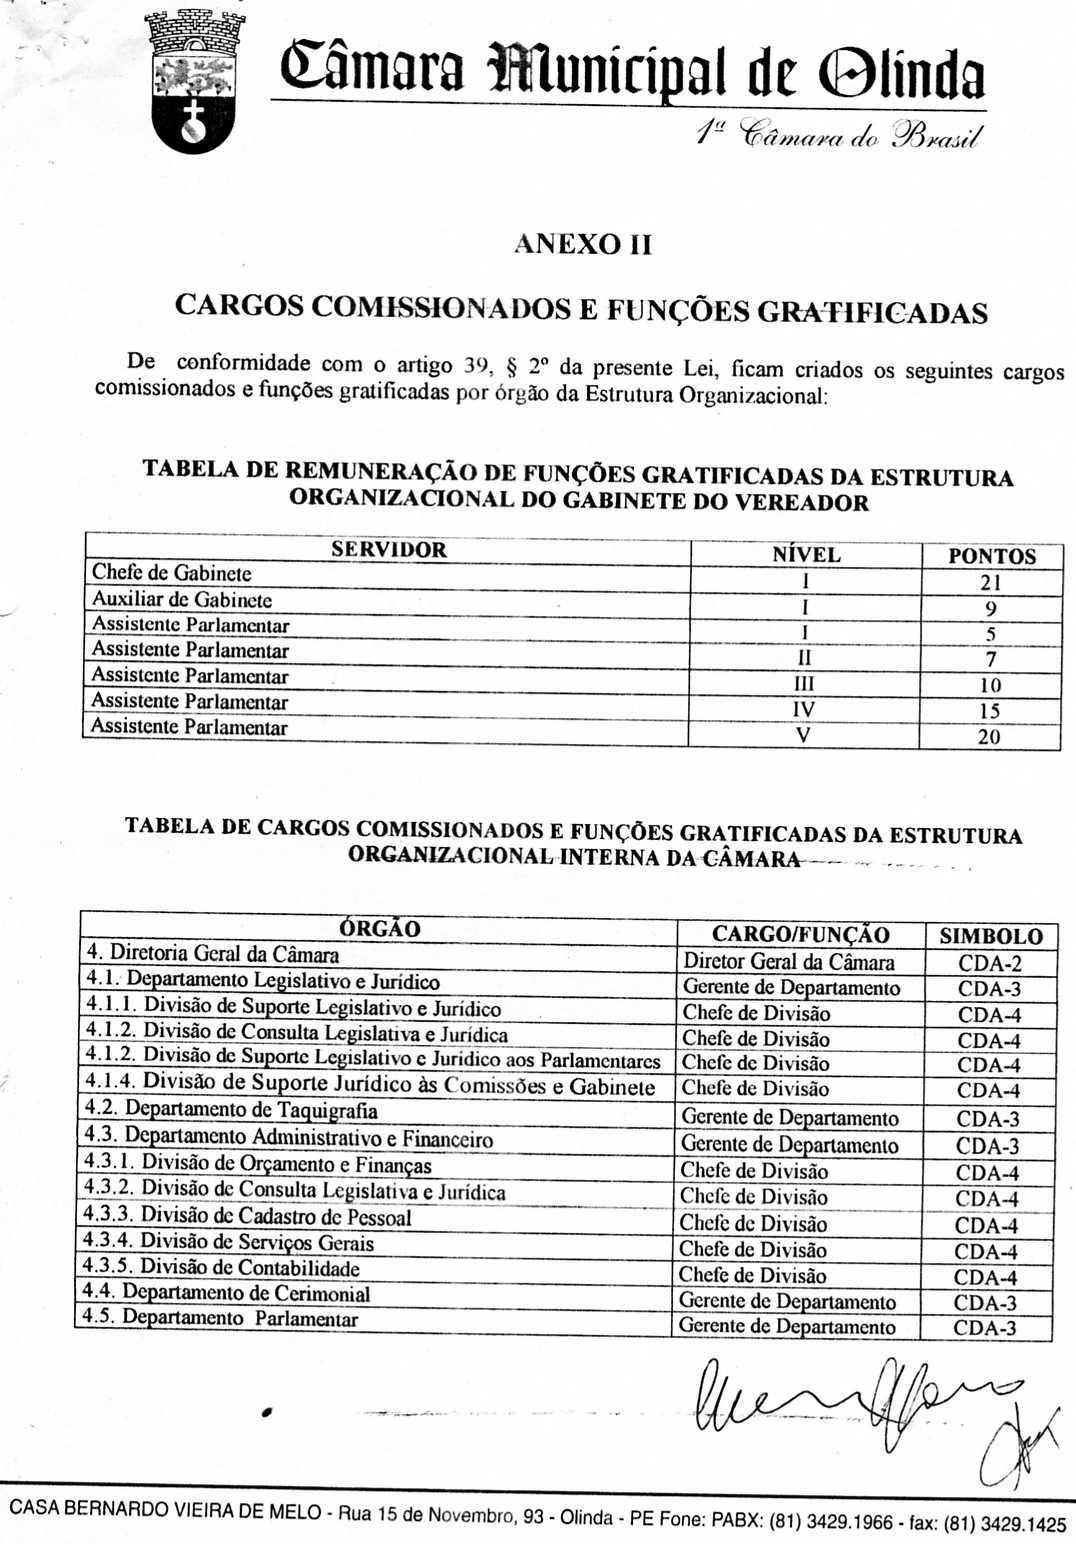 Câmara Municipal de Olinda
1ª Câmara do Brasil
ANEXO II
CARGOS COMISSIONADOS E FUNÇÕES GRATIFICADAS
De conformidade com o artigo 39, § 2º da presente Lei, ficam criados os seguintes cargos
comissionados e funções gratificadas por órgão da Estrutura Organizacional:
TABELA DE REMUNERAÇÃO DE FUNÇÕES GRATIFICADAS DA ESTRUTURA
ORGANIZACIONAL DO GABINETE DO VEREADOR
SERVIDOR NÍVEL PONTOS
Chefe de Gabinete I 21
Auxiliar de Gabinete I 9
Assistente Parlamentar I 5
Assistente Parlamentar II 7
Assistente Parlamentar III 10
Assistente Parlamentar IV 15
Assistente Parlamentar V 20
TABELA DE CARGOS COMISSIONADOS E FUNÇÕES GRATIFICADAS DA ESTRUTURA
ORGANIZACIONAL INTERNA DA CÂMARA
ÓRGÃO CARGO/FUNÇÃO SIMBOLO
4. Diretoria Geral da Câmara Diretor Geral da Câmara CDA-2
4.1. Departamento Legislativo e Jurídico Gerente de Departamento CDA-3
4.1.1. Divisão de Suporte Legislativo e Jurídico Chefe de Divisão CDA-4
4.1.2. Divisão de Consulta Legislativa e Jurídica Chefe de Divisão CDA-4
4.1.2. Divisão de Suporte Legislativo e Jurídico aos Parlamentares Chefe de Divisão CDA-4
4.1.4. Divisão de Suporte Jurídico às Comissões e Gabinete Chefe de Divisão CDA-4
4.2. Departamento de Taquigrafia Gerente de Departamento CDA-3
4.3. Departamento Administrativo e Financeiro Gerente de Departamento CDA-3
4.3.1. Divisão de Orçamento e Finanças Chefe de Divisão CDA-4
4.3.2. Divisão de Consulta Legislativa e Jurídica Chefe de Divisão CDA-4
4.3.3. Divisão de Cadastro de Pessoal Chefe de Divisão CDA-4
4.3.4. Divisão de Serviços Gerais Chefe de Divisão CDA-4
4.3.5. Divisão de Contabilidade Chefe de Divisão CDA-4
4.4. Departamento de Cerimonial Gerente de Departamento CDA-3
4.5. Departamento Parlamentar Gerente de Departamento CDA-3
CASA BERNARDO VIEIRA DE MELO - Rua 15 de Novembro, 93 - Olinda - PE Fone: PABX: (81) 3429.1966 - fax: (81) 3429.1425